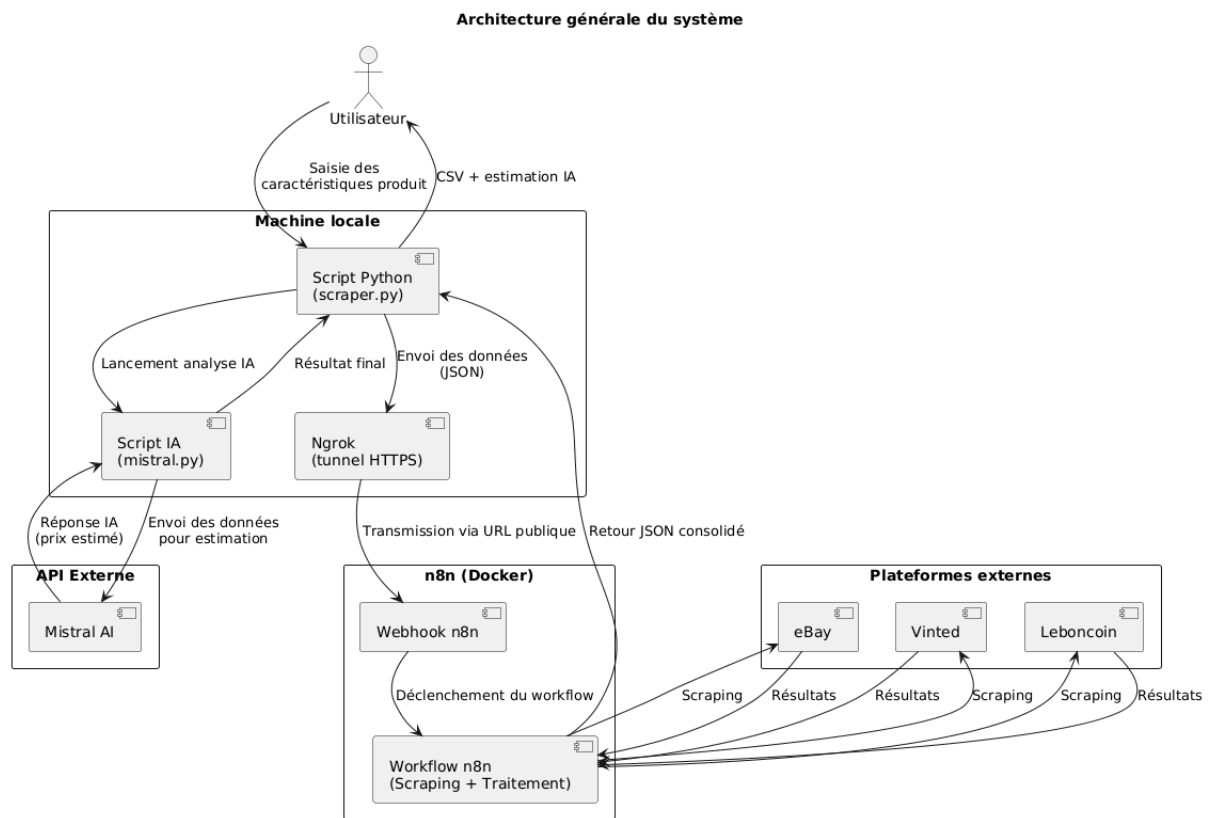 Architecture générale du système
Utilisateur
Saisie des
caractéristiques produit
CSV + estimation IA
Machine locale
Script Python
(scraper.py)
Lancement analyse IA
Résultat final
Envoi des données
(JSON)
Script IA
(mistral.py)
Ngrok
(tunnel HTTPS)
Réponse IA
(prix estimé)
Envoi des données
pour estimation
Transmission via URL publique
Retour JSON consolidé
API Externe
Mistral AI
n8n (Docker)
Webhook n8n
Plateformes externes
eBay
Vinted
Leboncoin
Déclenchement du workflow
Scraping
Résultats
Résultats
Scraping
Scraping
Résultats
Workflow n8n
(Scraping + Traitement)